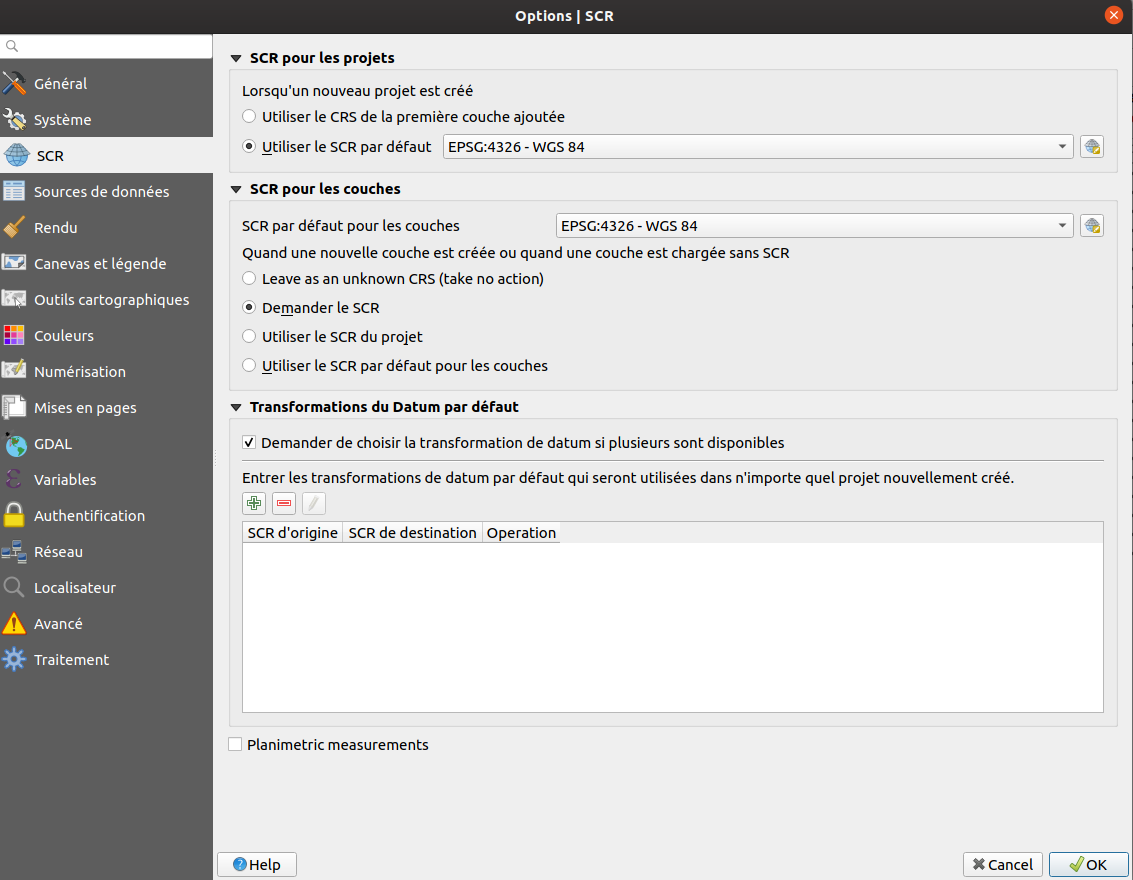 Options | SCR
Général
Système
SCR
Sources de données
Rendu
Canevas et légende
Outils cartographiques
Couleurs
Numérisation
Mises en pages
GDAL
Variables
Authentification
Réseau
Localisateur
Avancé
Traitement
SCR pour les projets
Lorsqu'un nouveau projet est créé
Utiliser le CRS de la première couche ajoutée
Utiliser le SCR par défaut EPSG:4326 - WGS 84
SCR pour les couches
SCR par défaut pour les couches EPSG:4326 - WGS 84
Quand une nouvelle couche est créée ou quand une couche est chargée sans SCR
Leave as an unknown CRS (take no action)
Demander le SCR
Utiliser le SCR du projet
Utiliser le SCR par défaut pour les couches
Transformations du Datum par défaut
Demander de choisir la transformation de datum si plusieurs sont disponibles
Entrer les transformations de datum par défaut qui seront utilisées dans n'importe quel projet nouvellement créé.
SCR d'origine SCR de destination Operation
Planimetric measurements
Help Cancel OK